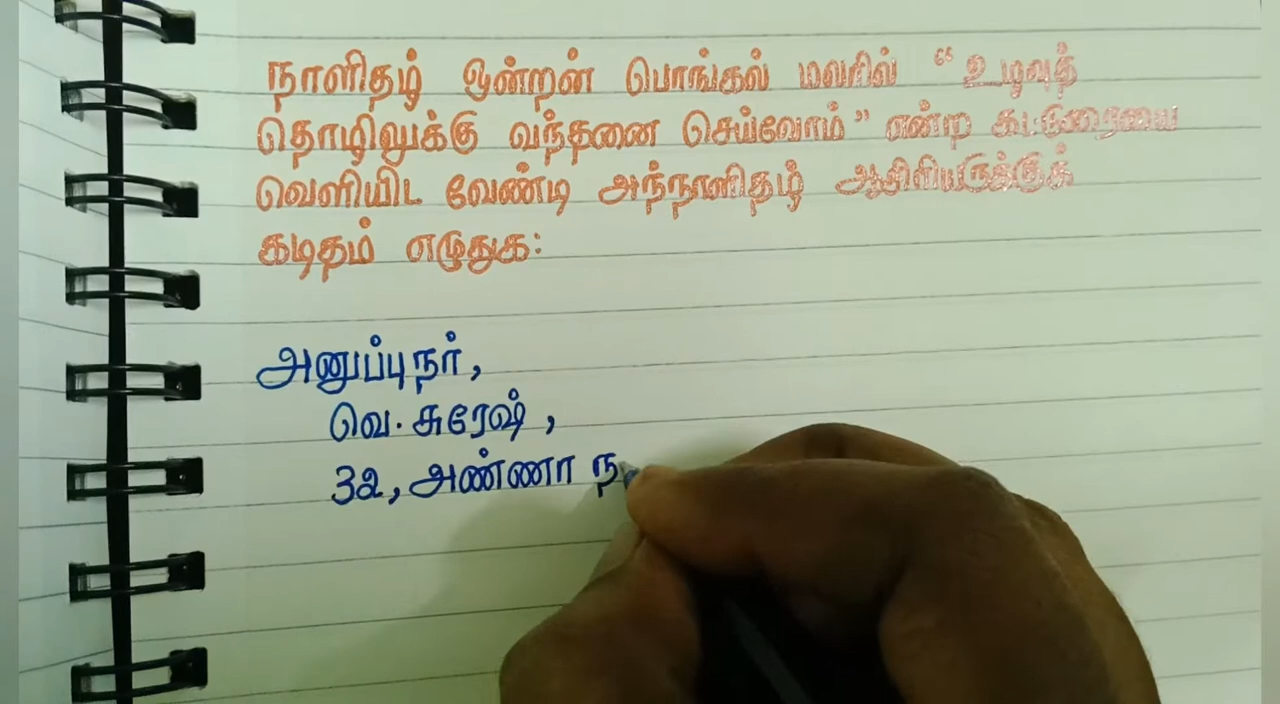 நாளிதழ் ஒன்றன் பொங்கல் மலரில் “உழவுத்
தொழிலுக்கு வந்தனை செய்வோம்” என்ற கட்டுரையை
வெளியிட வேண்டி அந்நாளிதழ் ஆசிரியருக்குக்
கடிதம் எழுதுக:
அனுப்புநர்,
வெ. சுரேஷ்,
32, அண்ணா ந